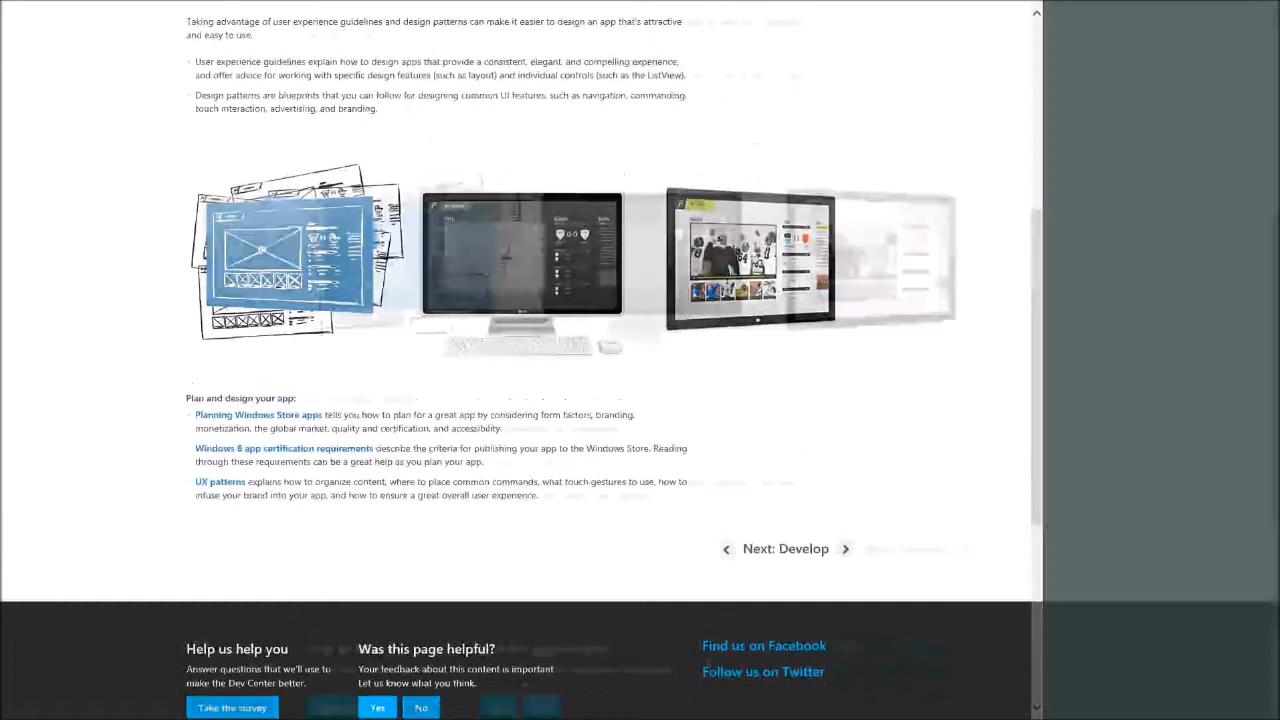 Taking advantage of user experience guidelines and design patterns can make it easier to design an app that's attractive
and easy to use.
User experience guidelines explain how to design apps that provide a consistent, elegant, and compelling experience,
and offer advice for working with specific design features (such as layout) and individual controls (such as the ListView).
Design patterns are blueprints that you can follow for designing common UI features, such as navigation, commanding,
touch interaction, advertising, and branding.
Plan and design your app:
Planning Windows Store apps tells you how to plan for a great app by considering form factors, branding,
monetization, the global market, quality and certification, and accessibility.
Windows 8 app certification requirements describe the criteria for publishing your app to the Windows Store. Reading
through these requirements can be a great help as you plan your app.
UX patterns explains how to organize content, where to place common commands, what touch gestures to use, how to
infuse your brand into your app, and how to ensure a great overall user experience.
Next: Develop
Help us help you
Answer questions that we'll use to
make the Dev Center better.
Take the survey
Was this page helpful?
Your feedback about this content is important
Let us know what you think.
Yes No
Find us on Facebook
Follow us on Twitter